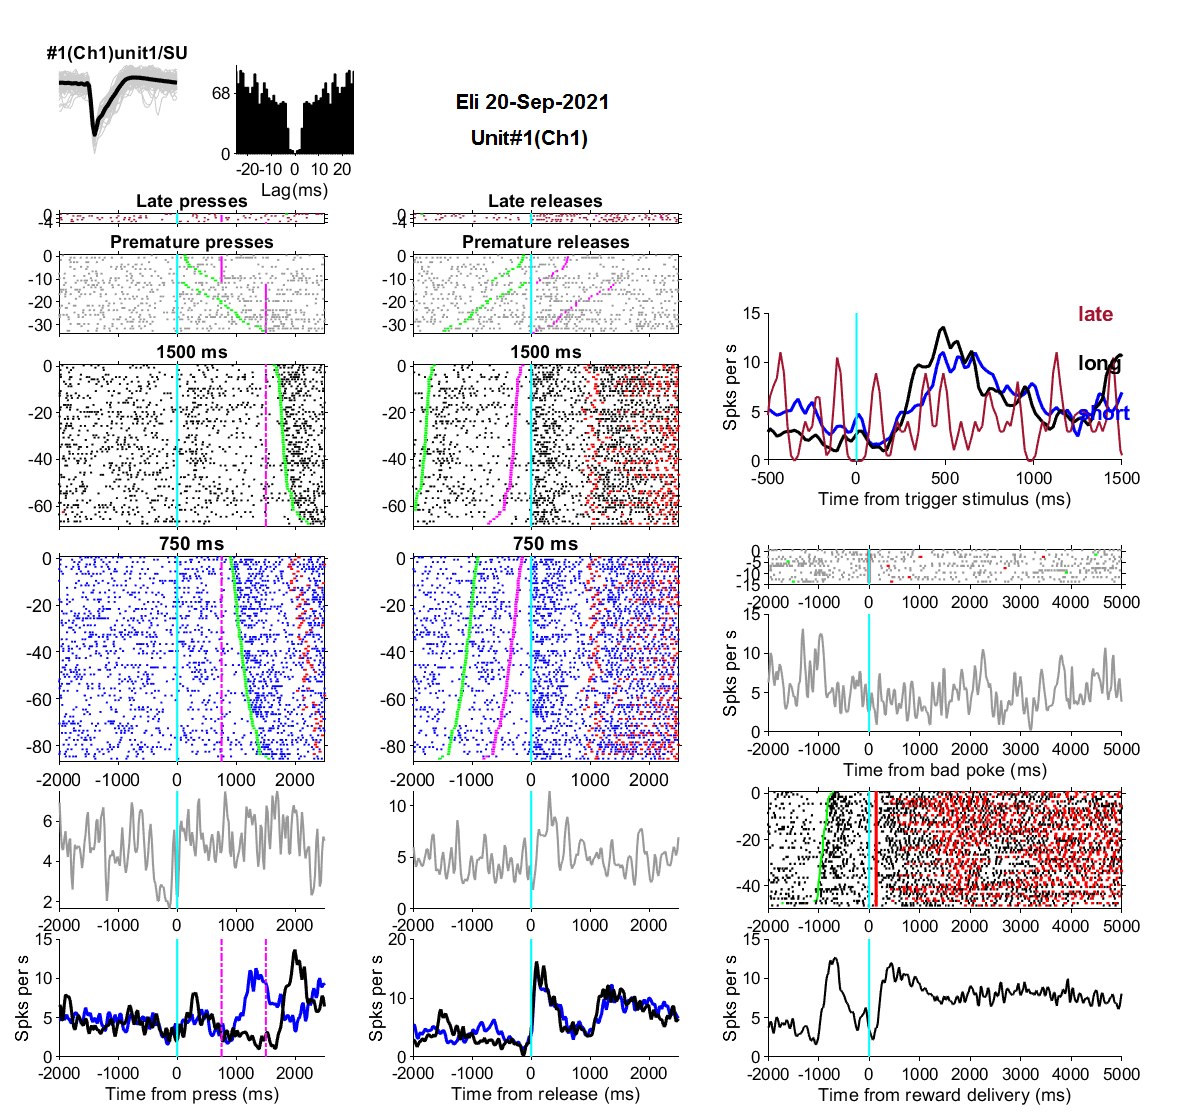 #1(Ch1)unit1/SU
68
0
-20 -10 0 10 20
Lag(ms)
Eli 20-Sep-2021
Unit#1(Ch1)
Late presses
0
-4
Late releases
0
-4
Premature presses
0
-10
-20
-30
Premature releases
0
-10
-20
-30
1500 ms
0
-20
-40
-60
1500 ms
0
-20
-40
-60
750 ms
0
-20
-40
-60
-80
-2000 -1000 0 1000 2000
750 ms
0
-20
-40
-60
-80
-2000 -1000 0 1000 2000
6
4
2
-2000 -1000 0 1000 2000
10
5
0
-2000 -1000 0 1000 2000
15
10
5
0
Spks per s
-2000 -1000 0 1000 2000
Time from press (ms)
20
10
0
-2000 -1000 0 1000 2000
Time from release (ms)
15
10
5
0
Spks per s
late
long
short
-500 0 500 1000 1500
Time from trigger stimulus (ms)
0
-5
-10
-15
-2000 -1000 0 1000 2000 3000 4000 5000
15
10
5
0
Spks per s
-2000 -1000 0 1000 2000 3000 4000 5000
Time from bad poke (ms)
0
-20
-40
-2000 -1000 0 1000 2000 3000 4000 5000
15
10
5
0
Spks per s
-2000 -1000 0 1000 2000 3000 4000 5000
Time from reward delivery (ms)